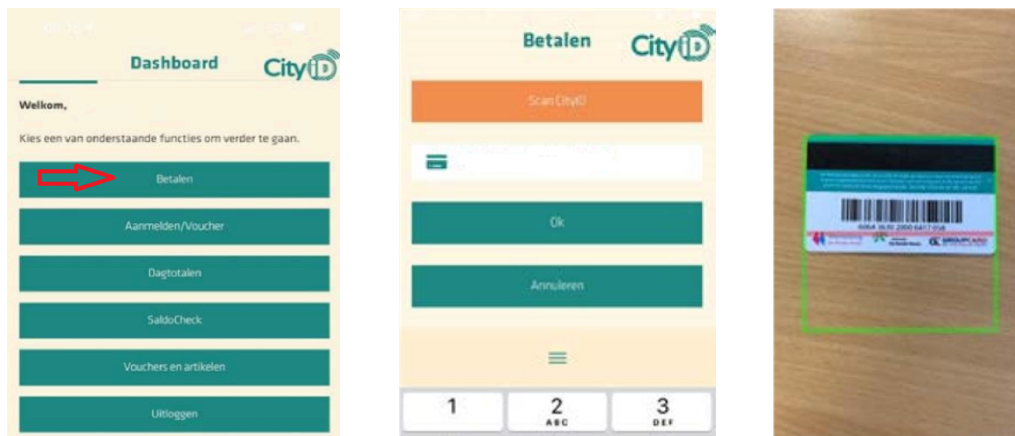 Dashboard
CityiD
Welkom,
Kies een van onderstaande functies om verder te gaan.
Betalen
Aanmelden/Voucher
Dagtotalen
SaldoCheck
Vouchers en artikelen
Uitloggen
Betalen
CityiD
Scan CityID
Ok
Annuleren
1
2
ABC
3
DEF
GROUPCARD